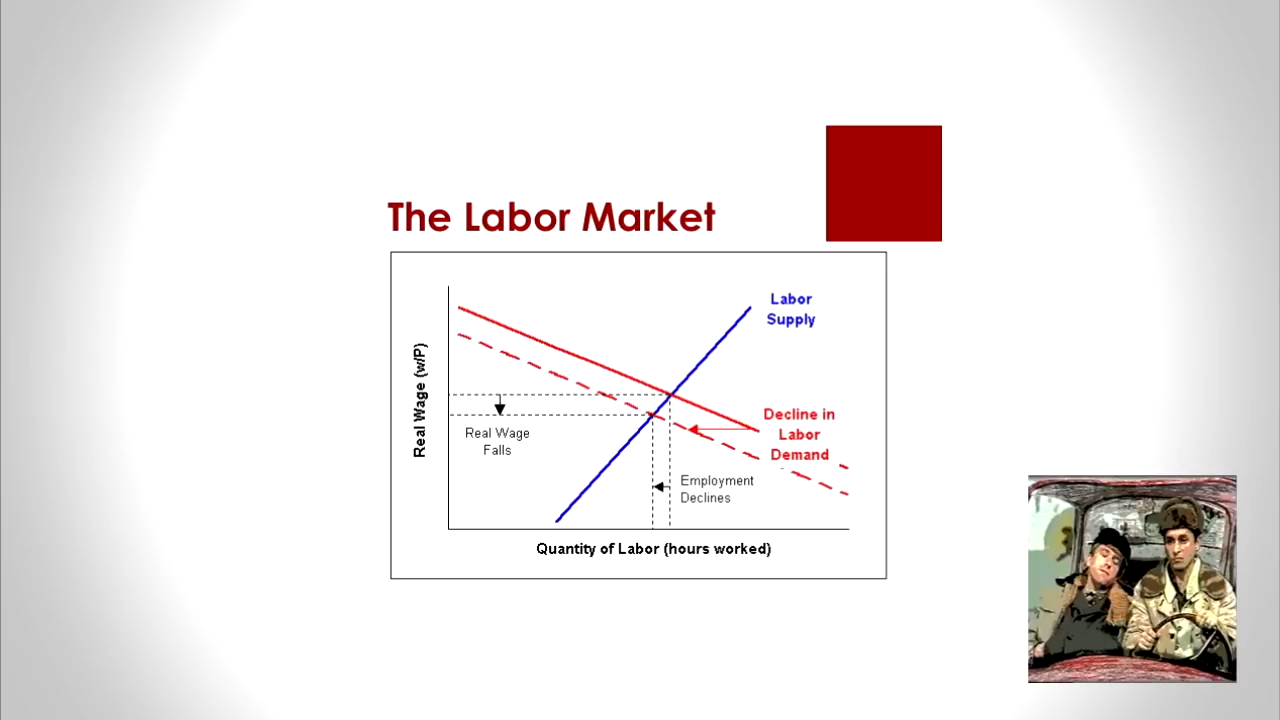 The Labor Market
Labor
Supply
Real Wage (w/P)
Decline in
Labor
Demand
Real Wage
Falls
Employment
Declines
Quantity of Labor (hours worked)